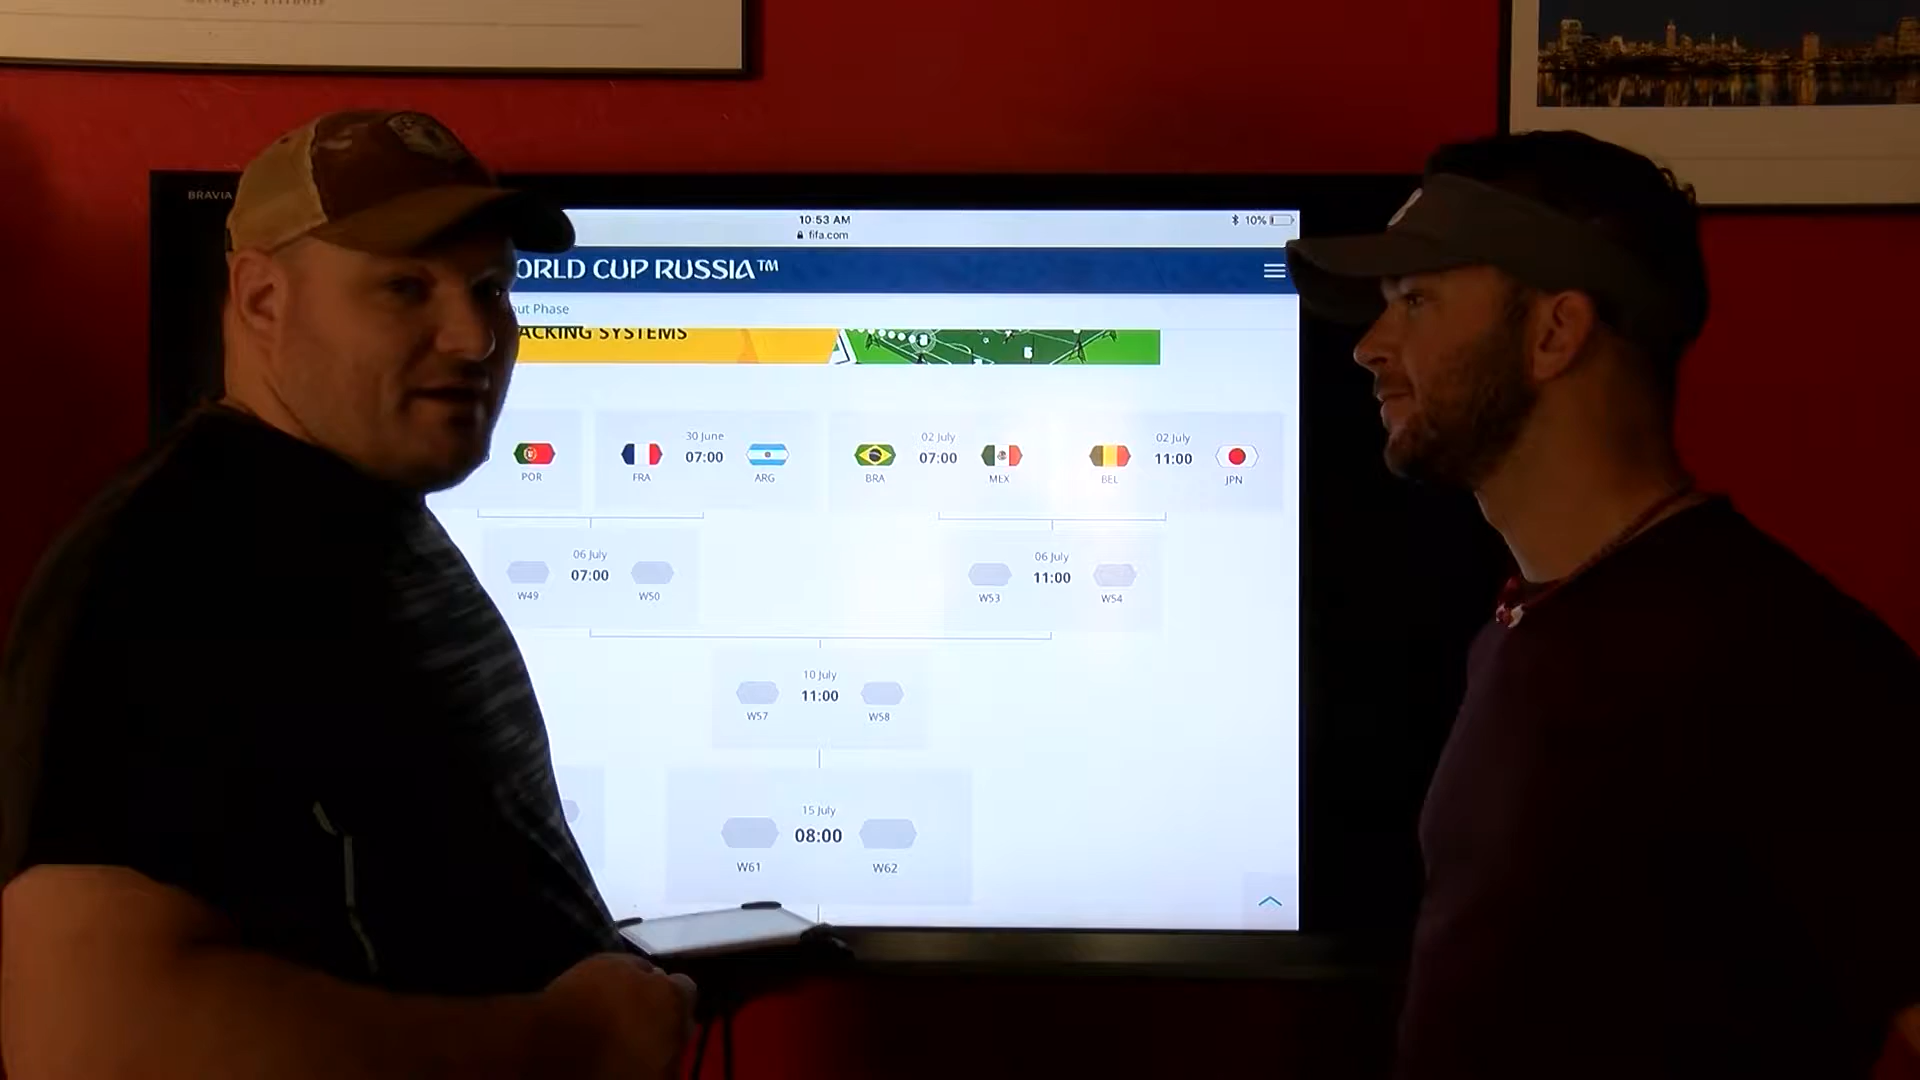 Chicago, Illinois
BRAVIA
10:53 AM
10%
fifa.com
ORLD CUP RUSSIA™
out Phase
ACKING SYSTEMS
POR
30 June
07:00
FRA
ARG
02 July
07:00
BRA
MEX
02 July
11:00
BEL
JPN
06 July
07:00
W49
W50
06 July
11:00
W53
W54
10 July
11:00
W57
W58
15 July
08:00
W61
W62